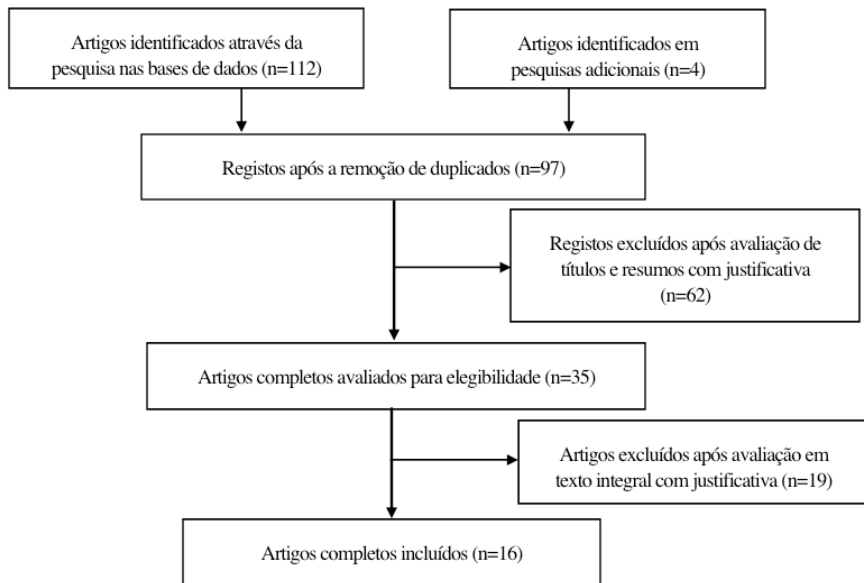 Artigos identificados através da
pesquisa nas bases de dados (n=112)
Artigos identificados em
pesquisas adicionais (n=4)
Registos após a remoção de duplicados (n=97)
Registos excluídos após avaliação de
títulos e resumos com justificativa
(n=62)
Artigos completos avaliados para elegibilidade (n=35)
Artigos excluídos após avaliação em
texto integral com justificativa (n=19)
Artigos completos incluídos (n=16)